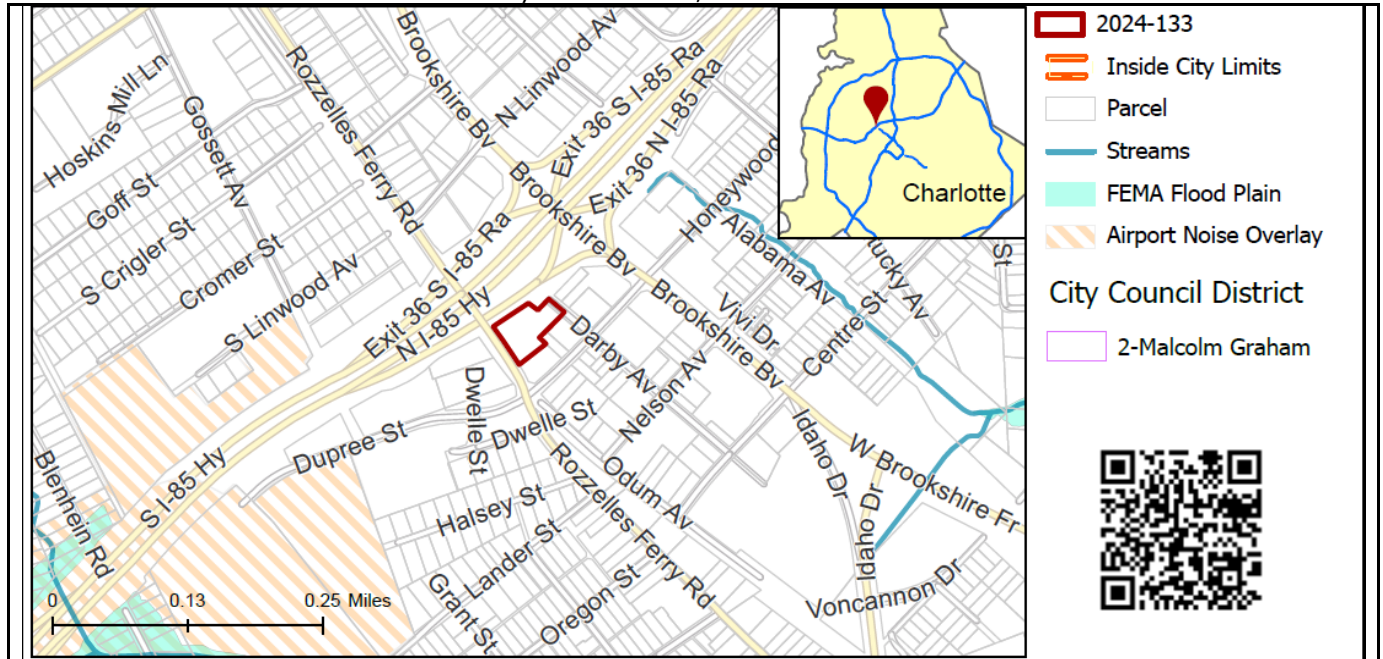 Brookshire Bv
N Linwood Av
Rozzelles Ferry Rd
Exit 36 S I-85 Ra
Exit 36 N I-85 Ra
Hoskins Mill Ln
Gossett Av
Goff St
S Crigler St
Cromer St
S Linwood Av
Brookshire Bv
Honeywood
Alabama Av
Exit 36 S I-85 Ra
N I-85 Hy
Brookshire Bv
Vivi Dr
Centre St
St
Darby Av
Nelson Av
Dwelle St
Dwelle St
Dupree St
S I-85 Hy
Blenhein Rd
Rozzelles Ferry Rd
Odum Av
Halsey St
Lander St
Grant St
Oregon St
Idaho Dr
Idaho Dr
W Brookshire Fr
Voncannon Dr
0
0.13
0.25 Miles
Charlotte
2024-133
Inside City Limits
Parcel
Streams
FEMA Flood Plain
Airport Noise Overlay
City Council District
2-Malcolm Graham